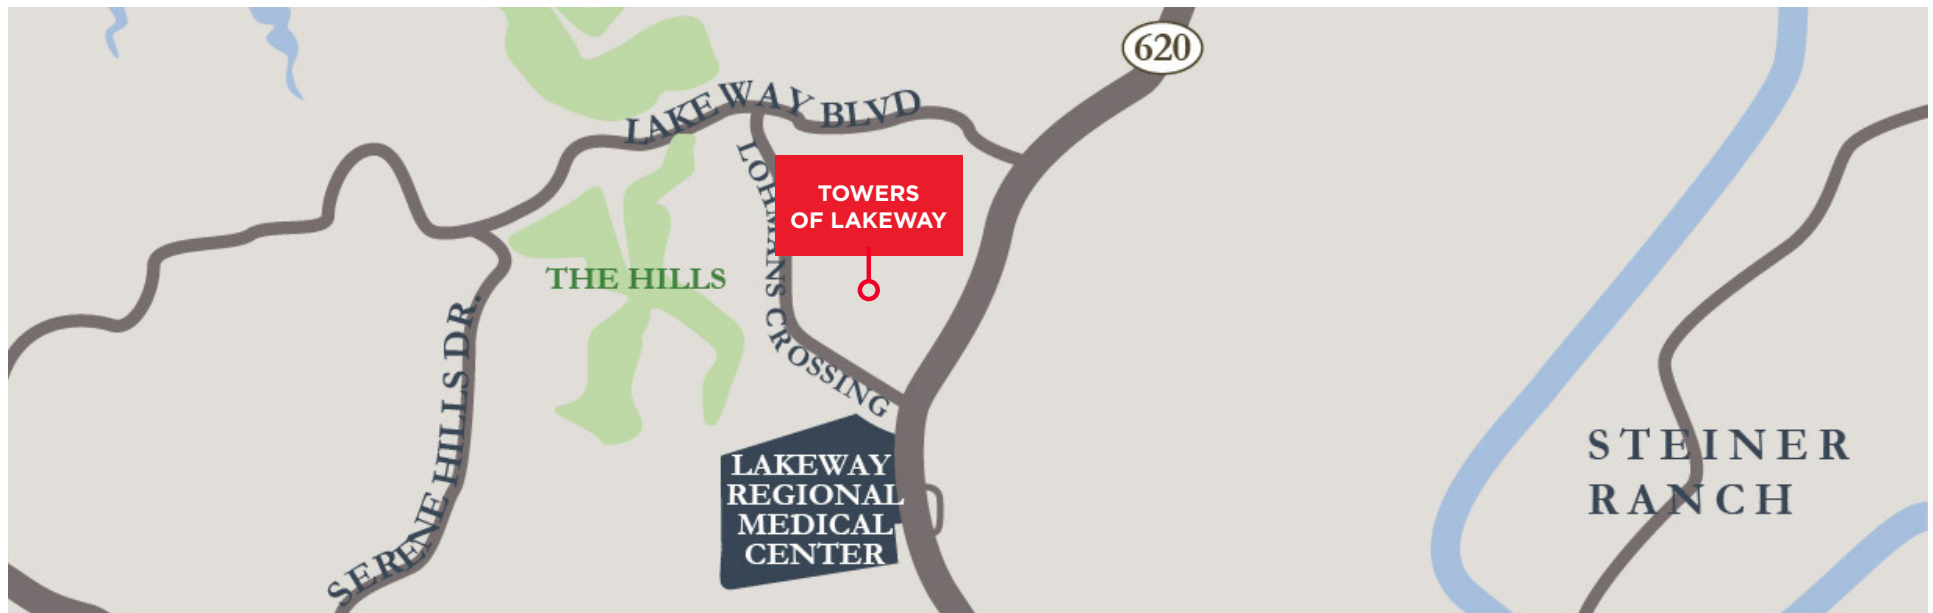 620
LAKEWAY BLVD
LOHMANS CROSSING
TOWERS
OF LAKEWAY
THE HILLS
SERENE HILLS DR.
LAKEWAY
REGIONAL
MEDICAL
CENTER
STEINER
RANCH